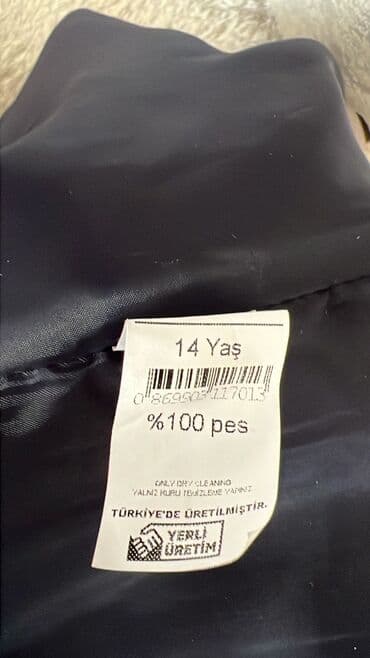 14 Yaş
0 869903 117013
%100 pes
ONLY DRY CLEANING
YALNIZ KURU TEMİZLEME YAPINIZ
TÜRKİYE'DE ÜRETİLMİŞTİR.
YERLİ
ÜRETİM